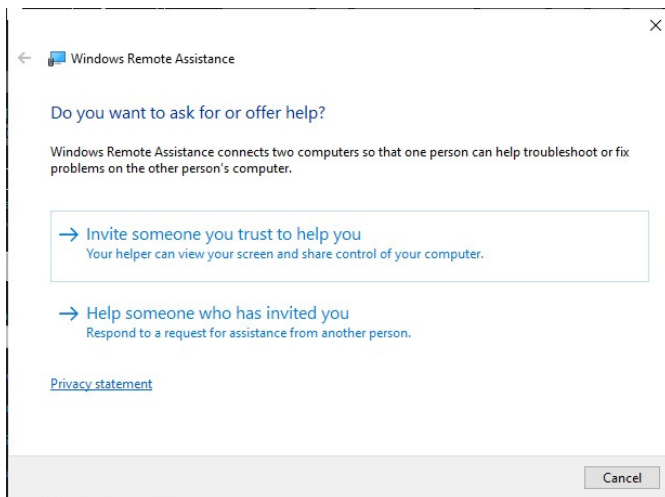 Windows Remote Assistance
Do you want to ask for or offer help?
Windows Remote Assistance connects two computers so that one person can help troubleshoot or fix
problems on the other person's computer.
Invite someone you trust to help you
Your helper can view your screen and share control of your computer.
Help someone who has invited you
Respond to a request for assistance from another person.
Privacy statement
Cancel